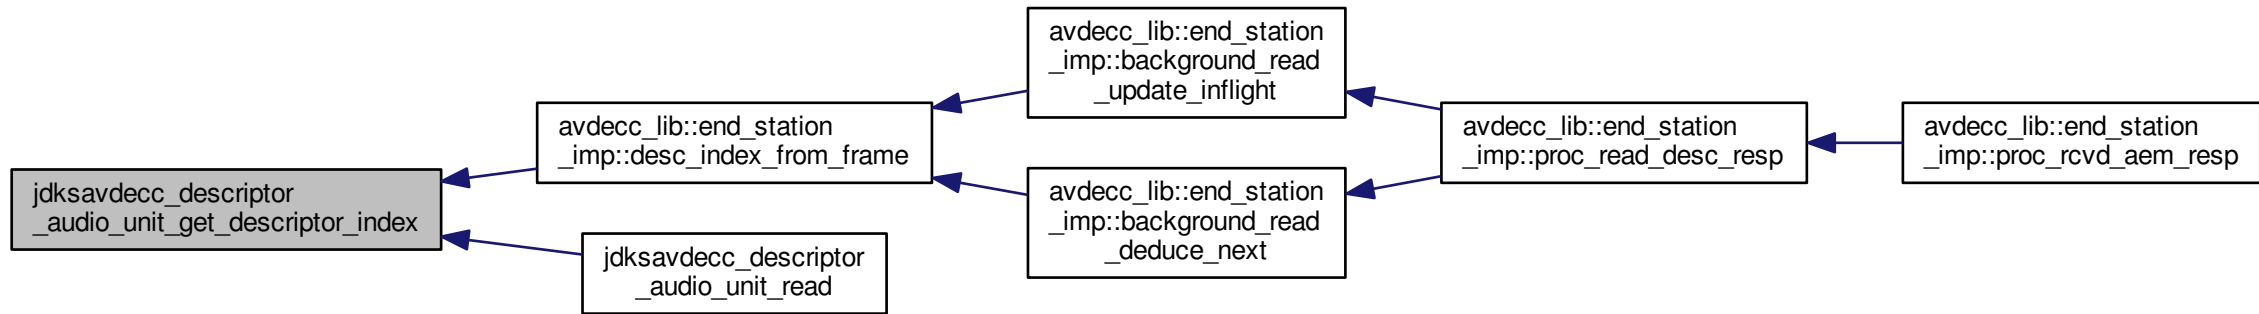 jdksavdecc_descriptor
_audio_unit_get_descriptor_index
avdecc_lib::end_station
_imp::desc_index_from_frame
jdksavdecc_descriptor
_audio_unit_read
avdecc_lib::end_station
_imp::background_read
_update_inflight
avdecc_lib::end_station
_imp::background_read
_deduce_next
avdecc_lib::end_station
_imp::proc_read_desc_resp
avdecc_lib::end_station
_imp::proc_rcvd_aem_resp